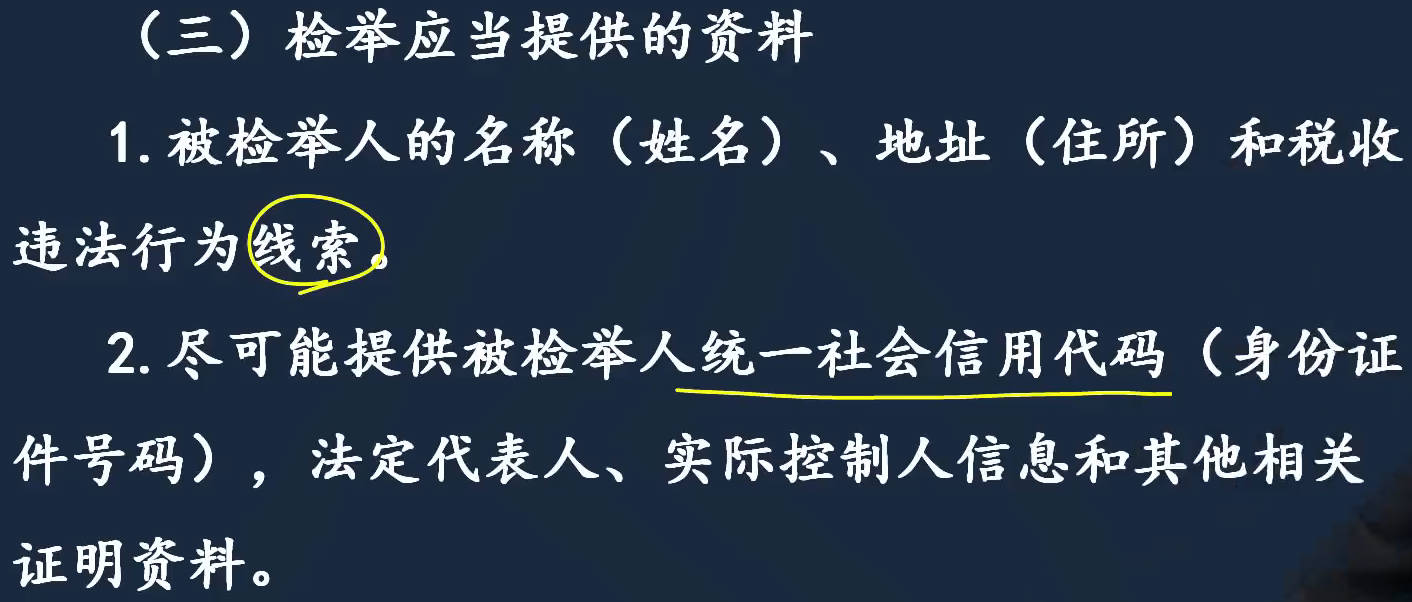 （三）检举应当提供的资料
1.被检举人的名称（姓名）、地址（住所）和税收
违法行为线索。
2.尽可能提供被检举人统一社会信用代码（身份证
件号码），法定代表人、实际控制人信息和其他相关
证明资料。